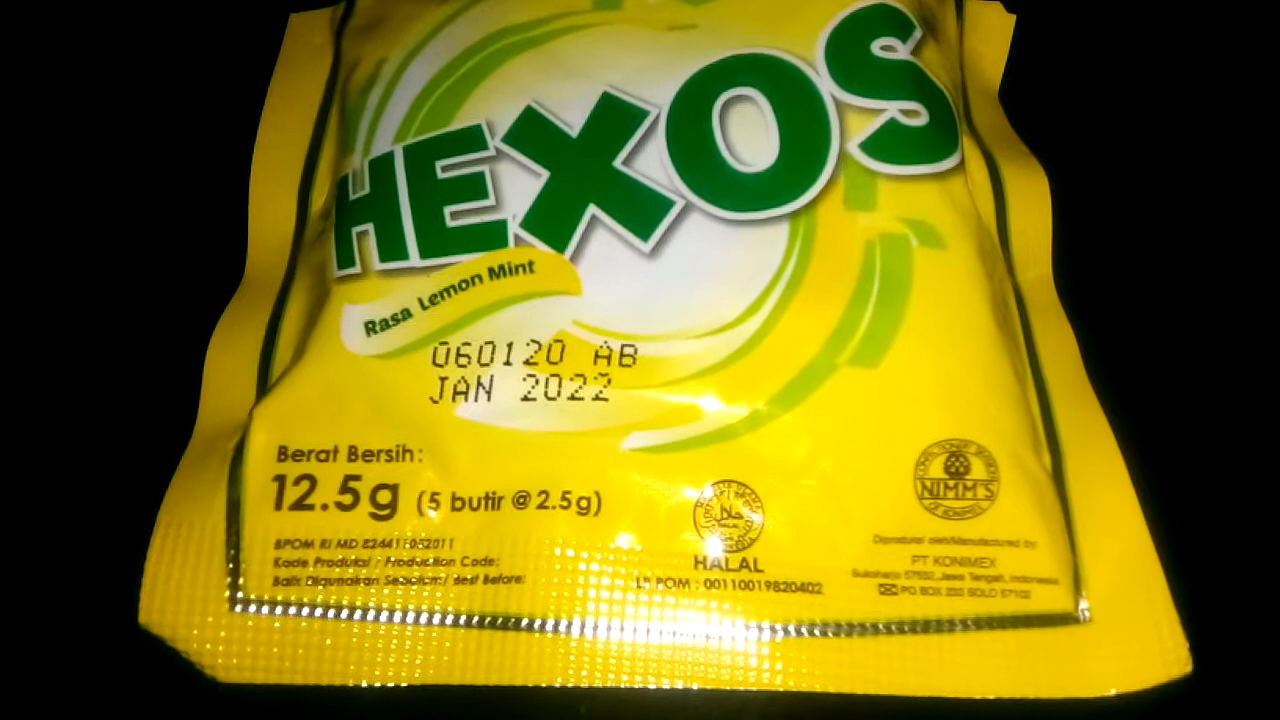 HEXOS
Rasa Lemon Mint
060120 AB
JAN 2022
Berat Bersih:
12.5g (5 butir @ 2.5g)
BPOM RI MD
Kode Produksi / Production Code:
Baik Digunakan Sebelum / Best Before:
حلال
HALAL
LP POM : 00110019820402
NIMM'S
Diproduksi oleh/Manufactured by:
PT KONIMEX
Sukoharjo 57552, Jawa Tengah, Indonesia
PO BOX 233 SOLO 57102